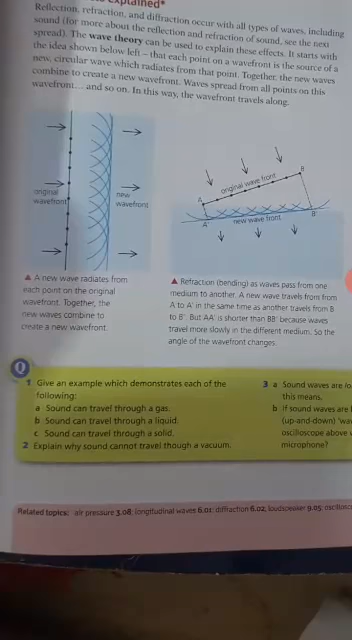 explained*
Reflection, refraction, and diffraction occur with all types of waves, including
sound (for more about the reflection and refraction of sound, see the next
spread). The wave theory can be used to explain these effects. It starts with
the idea shown below left – that each point on a wavefront is the source of a
new, circular wave which radiates from that point. Together, the new waves
combine to create a new wavefront. Waves spread from all points on this
wavefront... and so on. In this way, the wavefront travels along.
original
wavefront
new
wavefront
A
original wave front
B
A'
new wave front
B'
▲ A new wave radiates from
each point on the original
wavefront. Together, the
new waves combine to
create a new wavefront.
▲ Refraction (bending) as waves pass from one
medium to another. A new wave travels from from
A to A' in the same time as another travels from B
to B'. But AA' is shorter than BB' because waves
travel more slowly in the different medium. So the
angle of the wavefront changes.
Q
1 Give an example which demonstrates each of the
following:
a Sound can travel through a gas.
b Sound can travel through a liquid.
c Sound can travel through a solid.
2 Explain why sound cannot travel though a vacuum.
3 a Sound waves are lo
this means.
b If sound waves are
(up-and-down) 'wa
oscilloscope above
microphone?
Related topics: air pressure 3.08; longitudinal waves 6.01; diffraction 6.02; loudspeaker 9.05; oscillosc